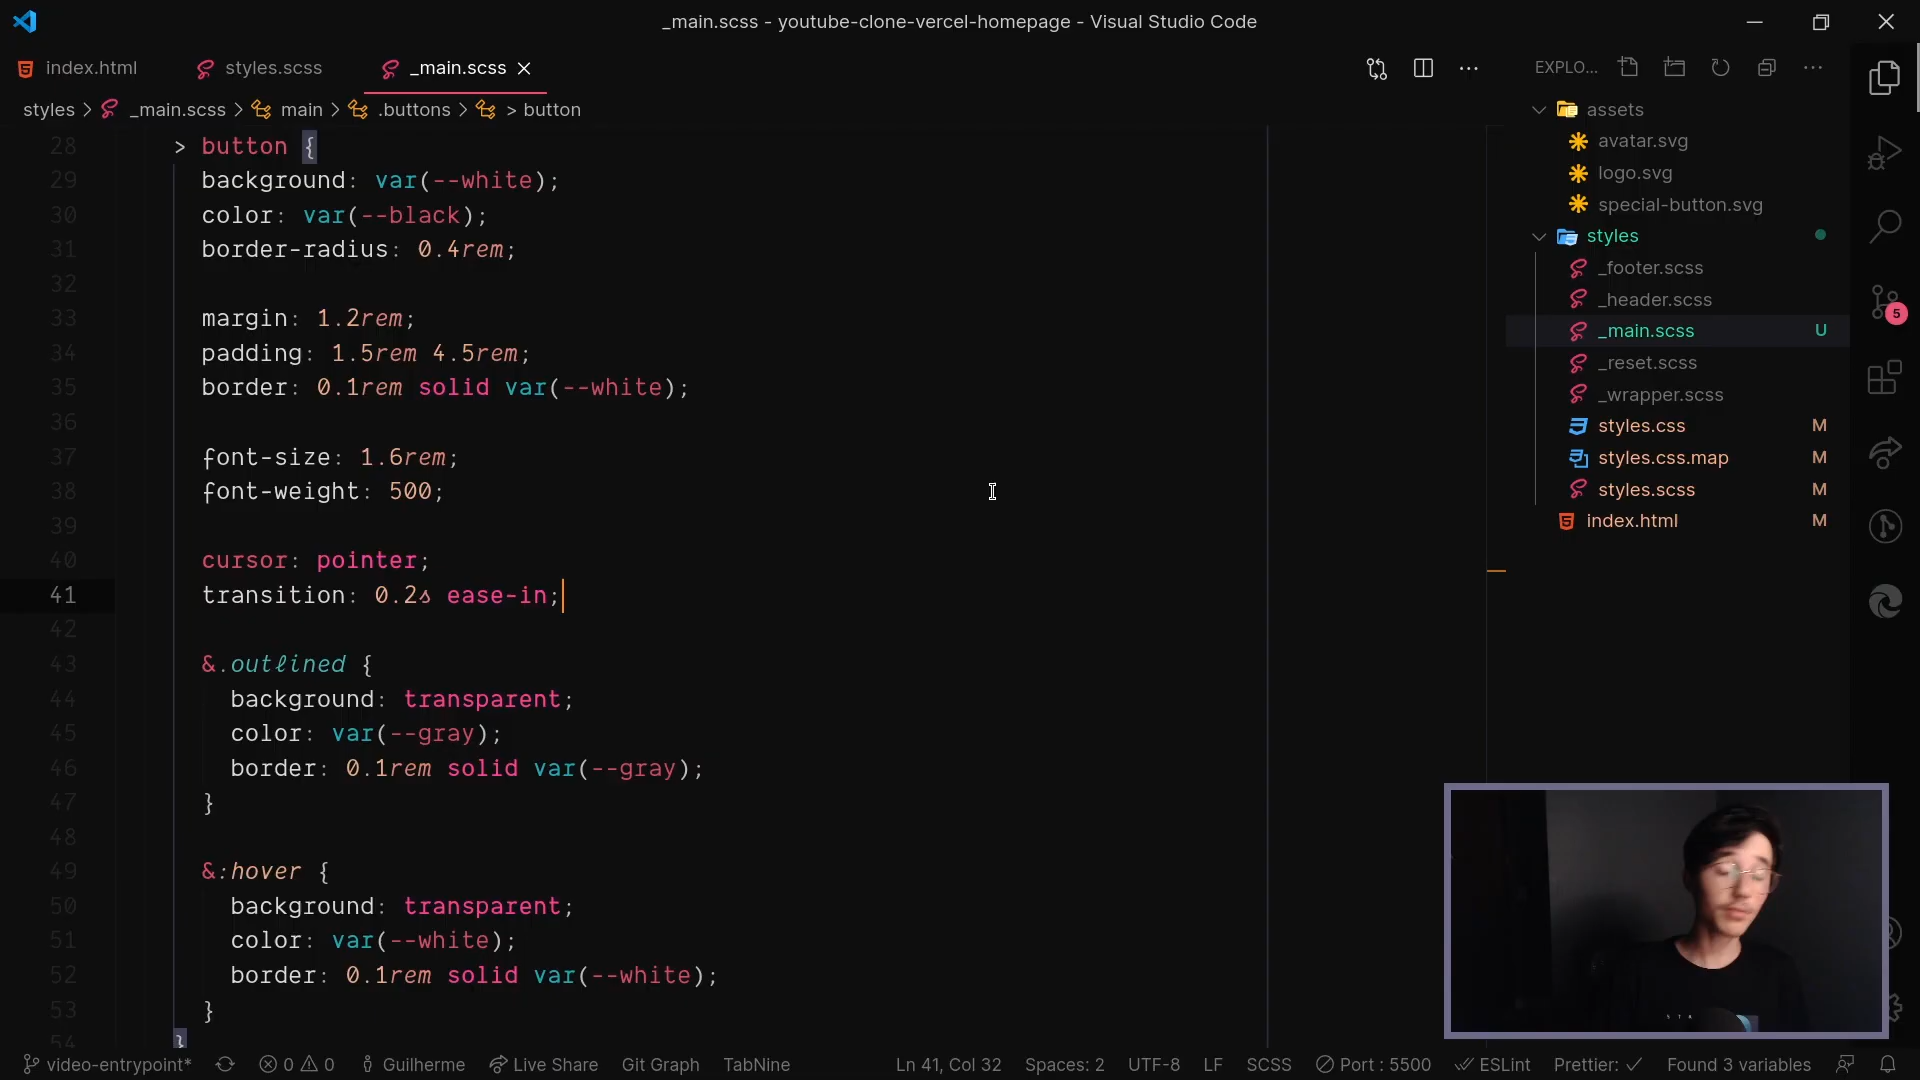 _main.scss - youtube-clone-vercel-homepage - Visual Studio Code
index.html
styles.scss
_main.scss
EXPLO...
styles > _main.scss > main > .buttons > > button
28 > button {
29 background: var(--white);
30 color: var(--black);
31 border-radius: 0.4rem;
32
33 margin: 1.2rem;
34 padding: 1.5rem 4.5rem;
35 border: 0.1rem solid var(--white);
36
37 font-size: 1.6rem;
38 font-weight: 500;
39
40 cursor: pointer;
41 transition: 0.2s ease-in;
42
43 &.outlined {
44 background: transparent;
45 color: var(--gray);
46 border: 0.1rem solid var(--gray);
47 }
48
49 &:hover {
50 background: transparent;
51 color: var(--white);
52 border: 0.1rem solid var(--white);
53 }
54 }
assets
avatar.svg
logo.svg
special-button.svg
styles
_footer.scss
_header.scss
_main.scss U
_reset.scss
_wrapper.scss
styles.css M
styles.css.map M
styles.scss M
index.html M
5
video-entrypoint* 0 0 Guilherme Live Share Git Graph TabNine Ln 41, Col 32 Spaces: 2 UTF-8 LF SCSS Port : 5500 ESLint Prettier: ✓ Found 3 variables